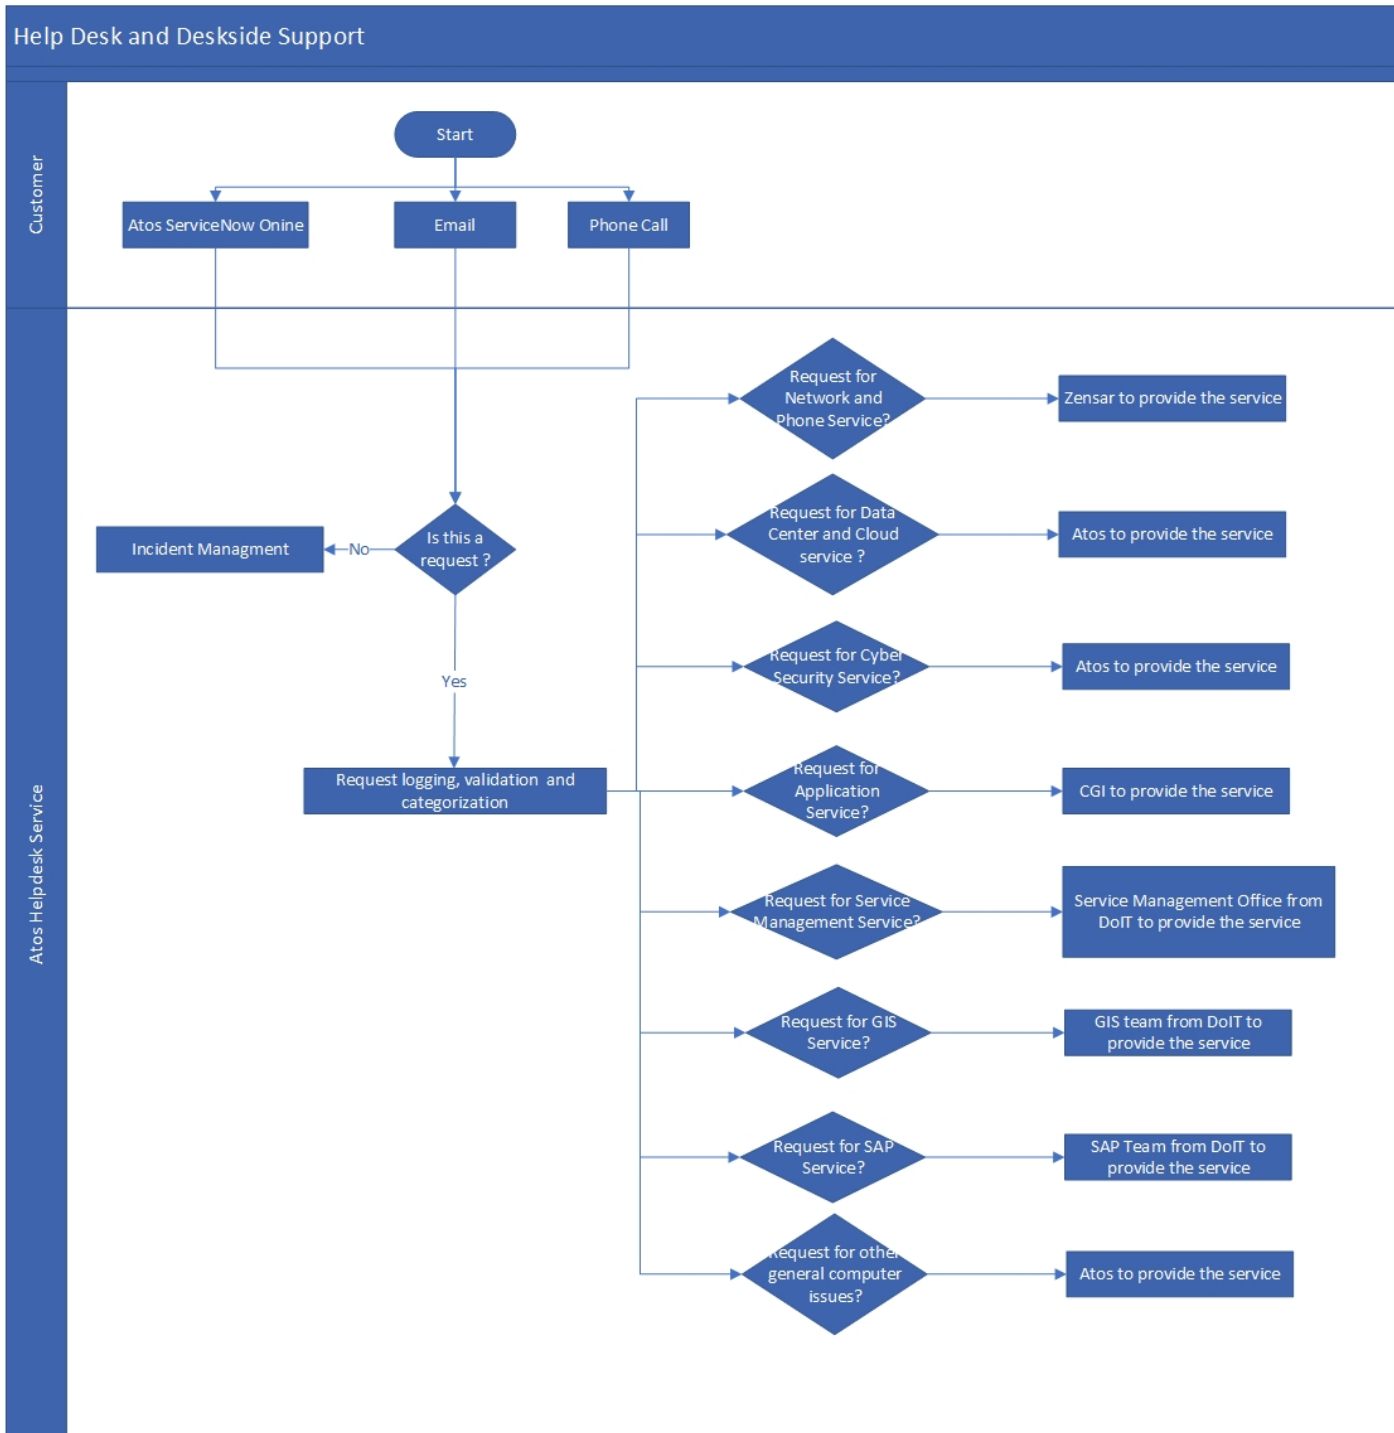 Help Desk and Deskside Support
Customer
Start
Atos ServiceNow Onine
Email
Phone Call
Atos Helpdesk Service
Request for
Network and
Phone Service?
Zensar to provide the service
Request for Data
Center and Cloud
service ?
Atos to provide the service
Is this a
request ?
No
Incident Managment
Yes
Request for Cyber
Security Service?
Atos to provide the service
Request logging, validation and
categorization
Request for
Application
Service?
CGI to provide the service
Request for Service
Management Service?
Service Management Office from
DoIT to provide the service
Request for GIS
Service?
GIS team from DoIT to
provide the service
Request for SAP
Service?
SAP Team from DoIT to
provide the service
Request for other
general computer
issues?
Atos to provide the service